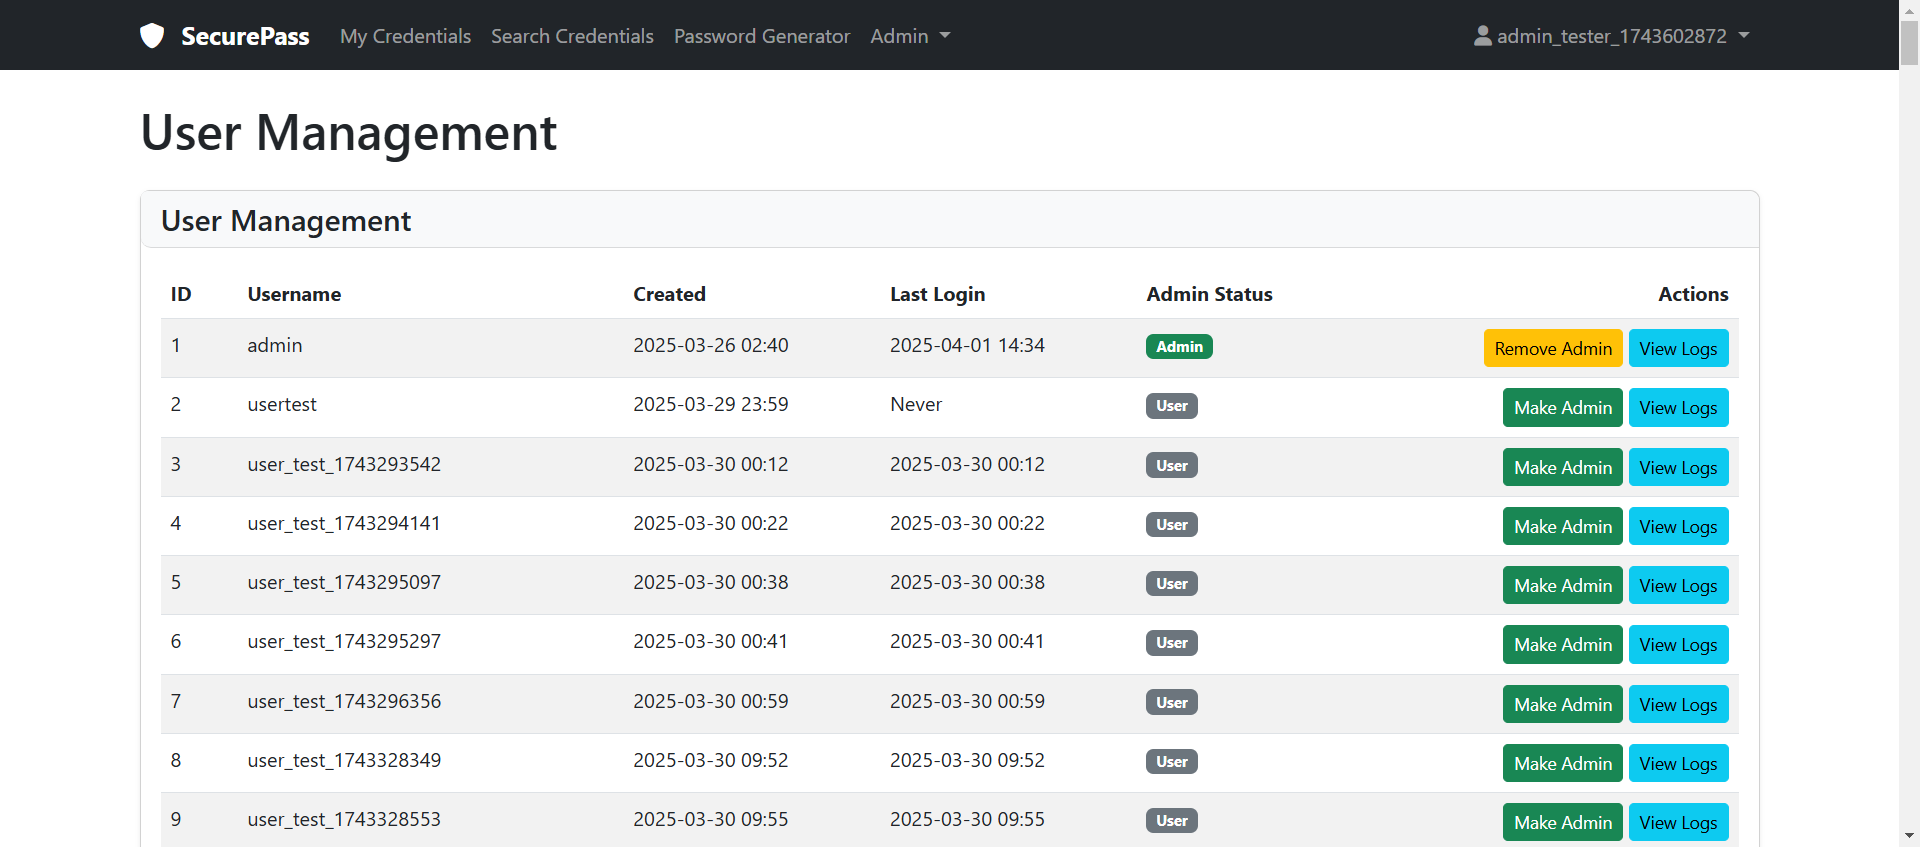 SecurePass My Credentials Search Credentials Password Generator Admin admin_tester_1743602872
User Management
User Management
ID Username Created Last Login Admin Status Actions
1 admin 2025-03-26 02:40 2025-04-01 14:34 Admin Remove Admin View Logs
2 usertest 2025-03-29 23:59 Never User Make Admin View Logs
3 user_test_1743293542 2025-03-30 00:12 2025-03-30 00:12 User Make Admin View Logs
4 user_test_1743294141 2025-03-30 00:22 2025-03-30 00:22 User Make Admin View Logs
5 user_test_1743295097 2025-03-30 00:38 2025-03-30 00:38 User Make Admin View Logs
6 user_test_1743295297 2025-03-30 00:41 2025-03-30 00:41 User Make Admin View Logs
7 user_test_1743296356 2025-03-30 00:59 2025-03-30 00:59 User Make Admin View Logs
8 user_test_1743328349 2025-03-30 09:52 2025-03-30 09:52 User Make Admin View Logs
9 user_test_1743328553 2025-03-30 09:55 2025-03-30 09:55 User Make Admin View Logs